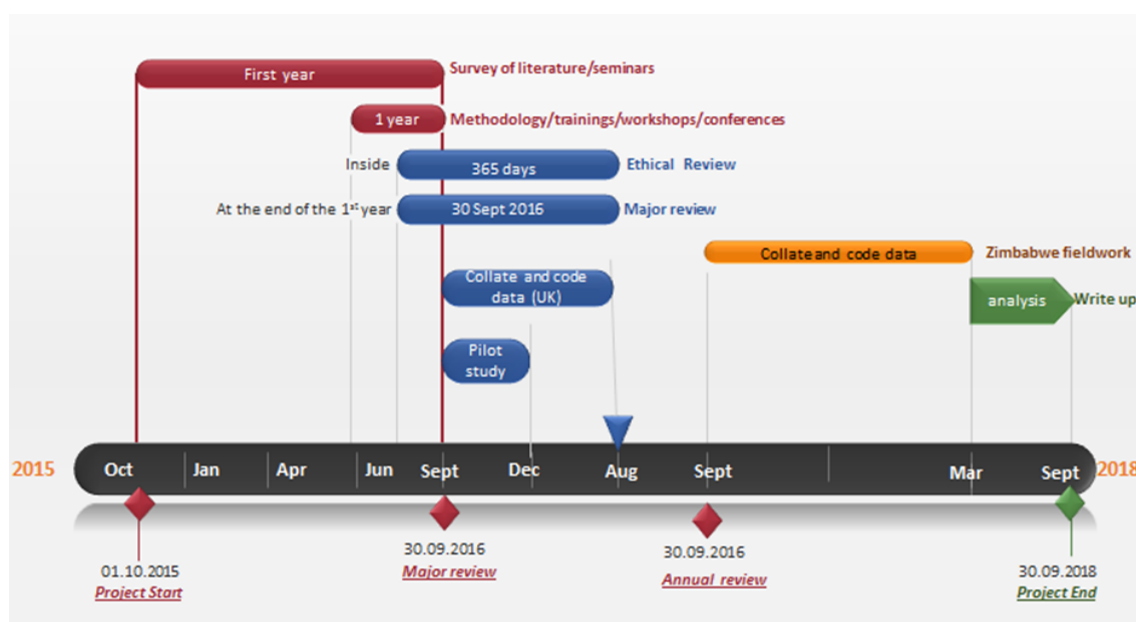 First year
Survey of literature/seminars
1 year
Methodology/trainings/workshops/conferences
Inside
365 days
Ethical Review
At the end of the 1st year
30 Sept 2016
Major review
Collate and code data
Zimbabwe fieldwork
Collate and code
data (UK)
analysis
Write up
Pilot
study
2015
Oct
Jan
Apr
Jun
Sept
Dec
Aug
Sept
Mar
Sept
2018
01.10.2015
Project Start
30.09.2016
Major review
30.09.2016
Annual review
30.09.2018
Project End